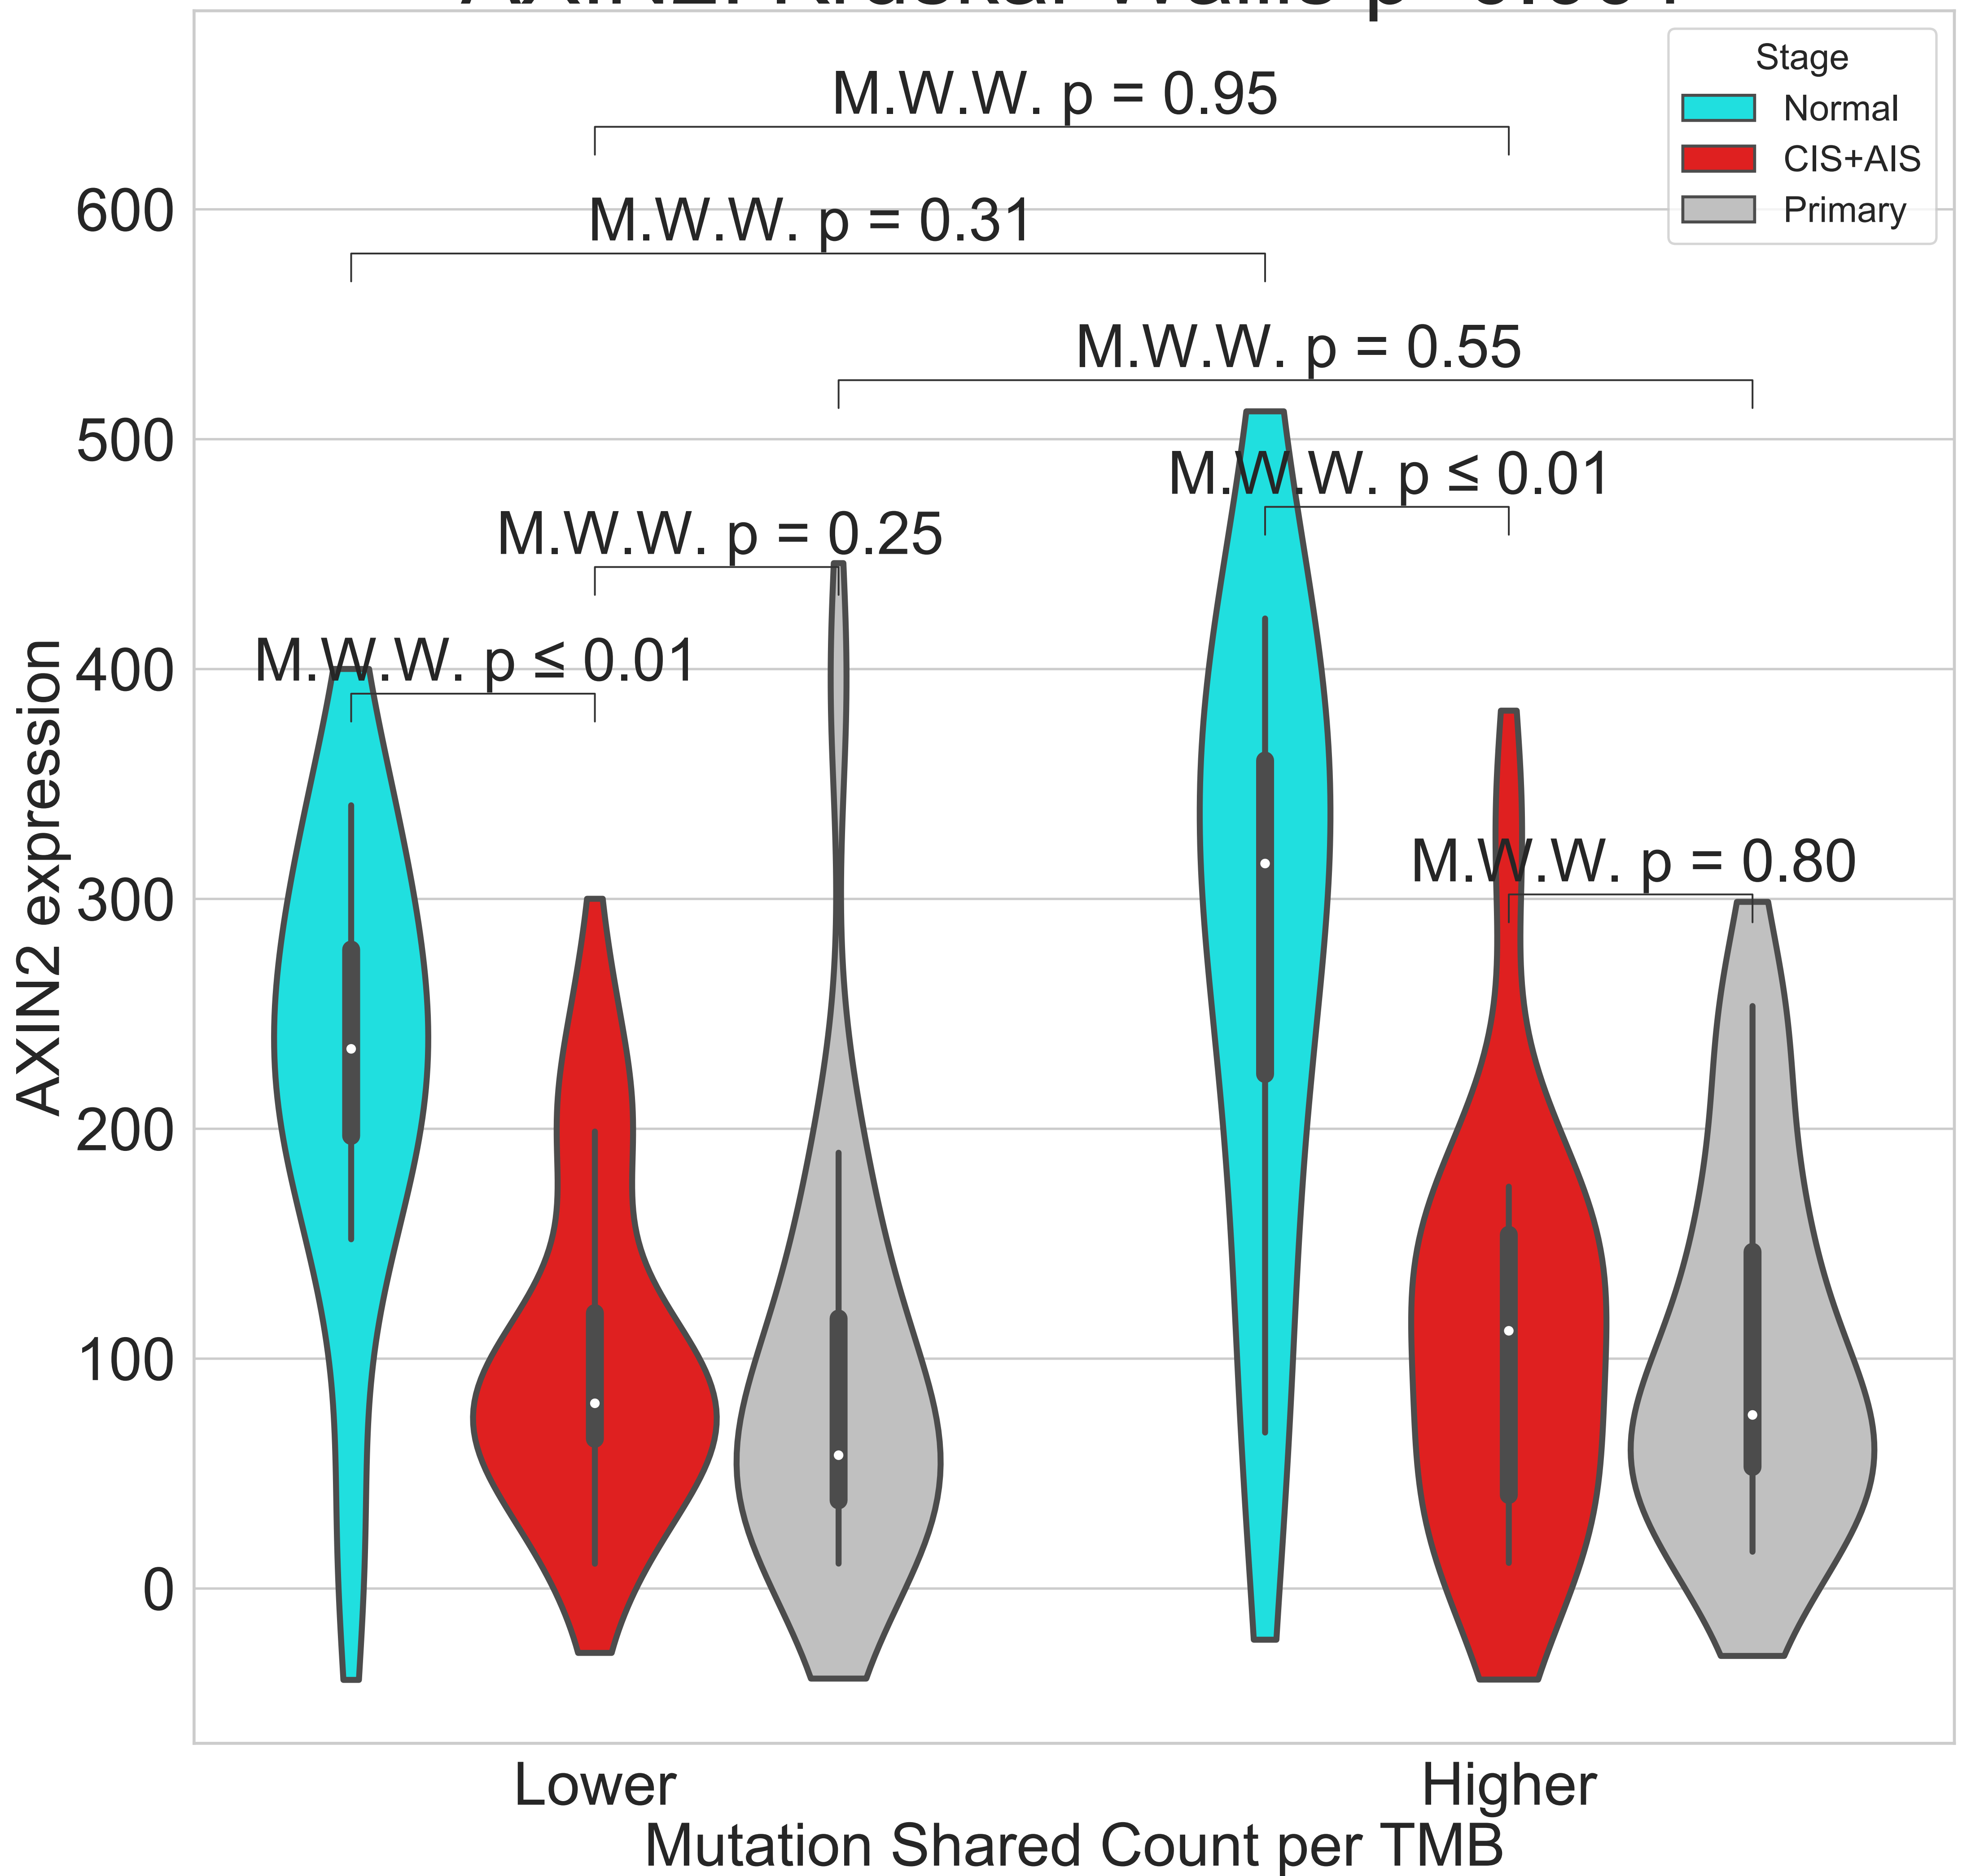 Stage
Normal
CIS+AIS
Primary
M.W.W. p = 0.95
M.W.W. p = 0.31
M.W.W. p = 0.55
M.W.W. p ≤ 0.01
M.W.W. p = 0.25
M.W.W. p ≤ 0.01
M.W.W. p = 0.80
AXIN2 expression
600
500
400
300
200
100
0
Lower
Higher
Mutation Shared Count per TMB